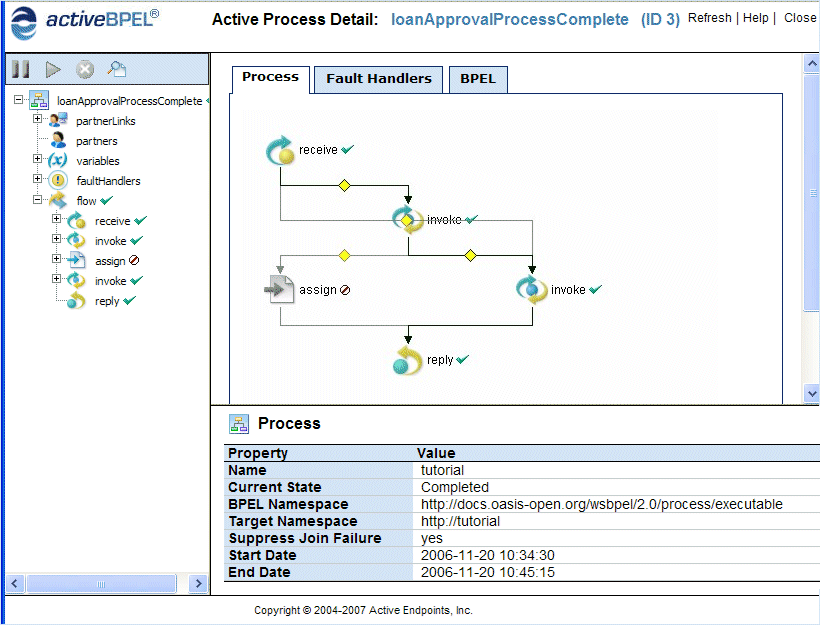 activeBPEL® Active Process Detail: loanApprovalProcessComplete (ID 3) Refresh | Help | Close
loanApprovalProcessComplete
partnerLinks
partners
variables
faultHandlers
flow
receive
invoke
assign
invoke
reply
Process Fault Handlers BPEL
receive
invoke
assign
invoke
reply
Process
Property Value
Name tutorial
Current State Completed
BPEL Namespace http://docs.oasis-open.org/wsbpel/2.0/process/executable
Target Namespace http://tutorial
Suppress Join Failure yes
Start Date 2006-11-20 10:34:30
End Date 2006-11-20 10:45:15
Copyright © 2004-2007 Active Endpoints, Inc.